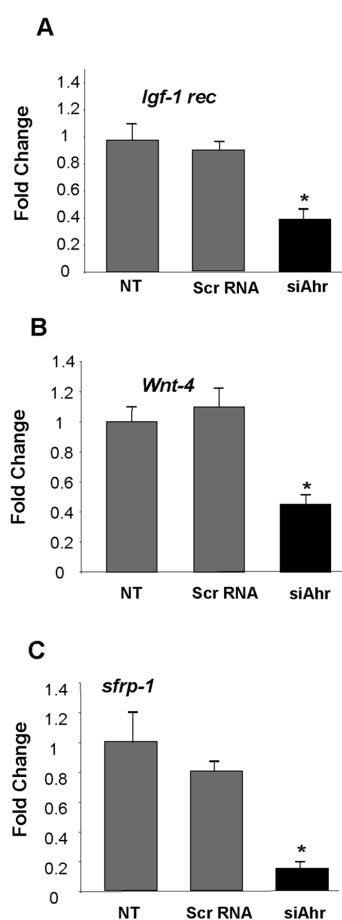 A
Igf-1 rec
Fold Change
1.4
1.2
1
0.8
0.6
0.4
0.2
0
*
NT Scr RNA siAhr
B
Wnt-4
Fold Change
1.4
1.2
1
0.8
0.6
0.4
0.2
0
*
NT Scr RNA siAhr
C
sfrp-1
Fold Change
1.4
1.2
1
0.8
0.6
0.4
0.2
0
*
NT Scr RNA siAhr